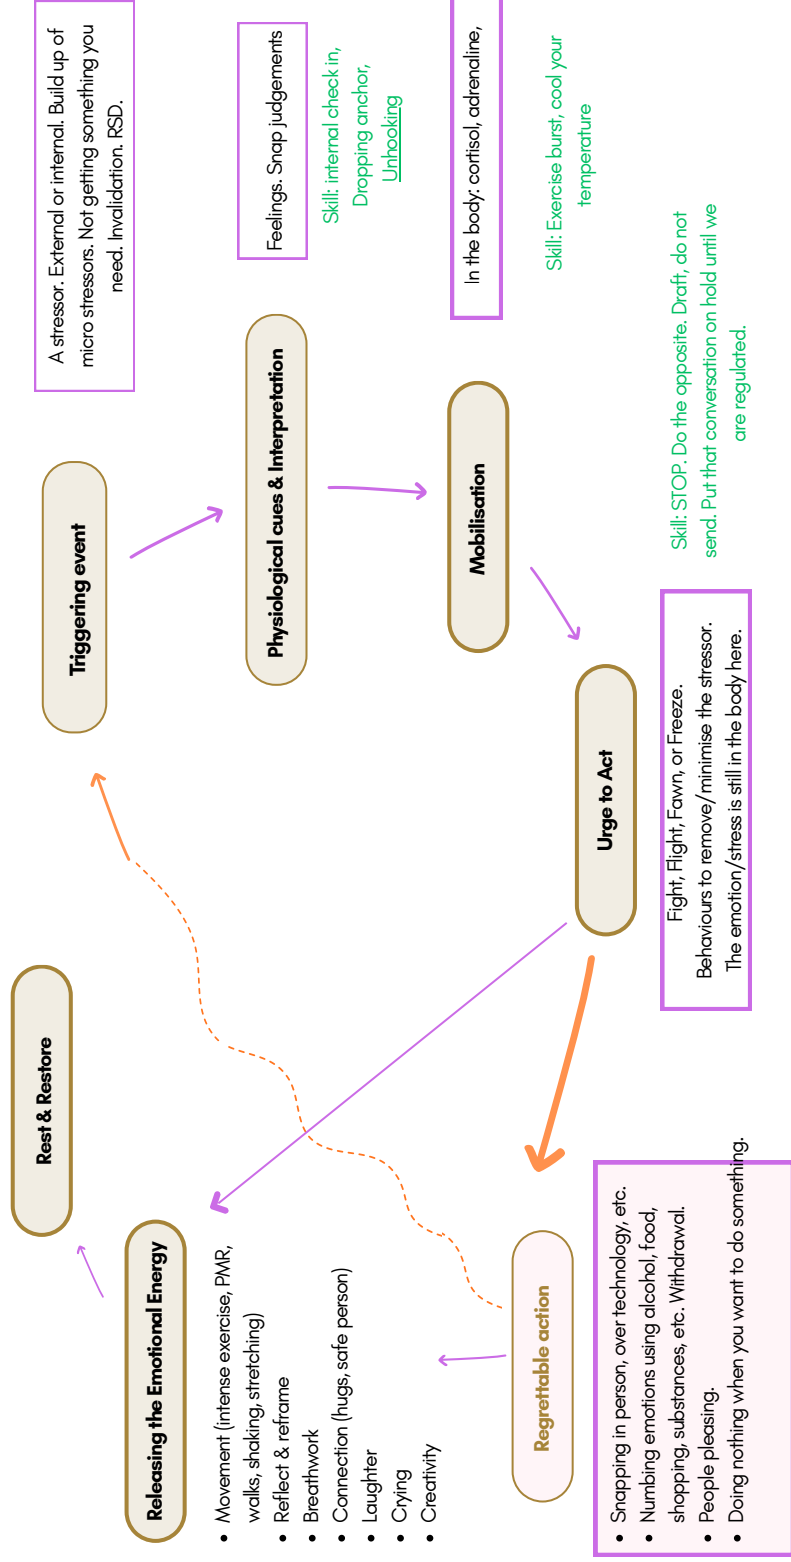 Rest & Restore
Triggering event
A stressor. External or internal. Build up of
micro stressors. Not getting something you
need. Invalidation. RSD.
Physiological cues & Interpretation
Feelings. Snap judgements
Skill: internal check in,
Dropping anchor,
Unhooking
Mobilisation
In the body: cortisol, adrenaline,
Skill: Exercise burst, cool your
temperature
Urge to Act
Fight, Flight, Fawn, or Freeze.
Behaviours to remove/minimise the stressor.
The emotion/stress is still in the body here.
Skill: STOP. Do the opposite. Draft, do not
send. Put that conversation on hold until we
are regulated.
Regrettable action
• Snapping in person, over technology, etc.
• Numbing emotions using alcohol, food,
shopping, substances, etc. Withdrawal.
• People pleasing.
• Doing nothing when you want to do something.
Releasing the Emotional Energy
• Movement (intense exercise, PMR,
walks, shaking, stretching)
• Reflect & reframe
• Breathwork
• Connection (hugs, safe person)
• Laughter
• Crying
• Creativity